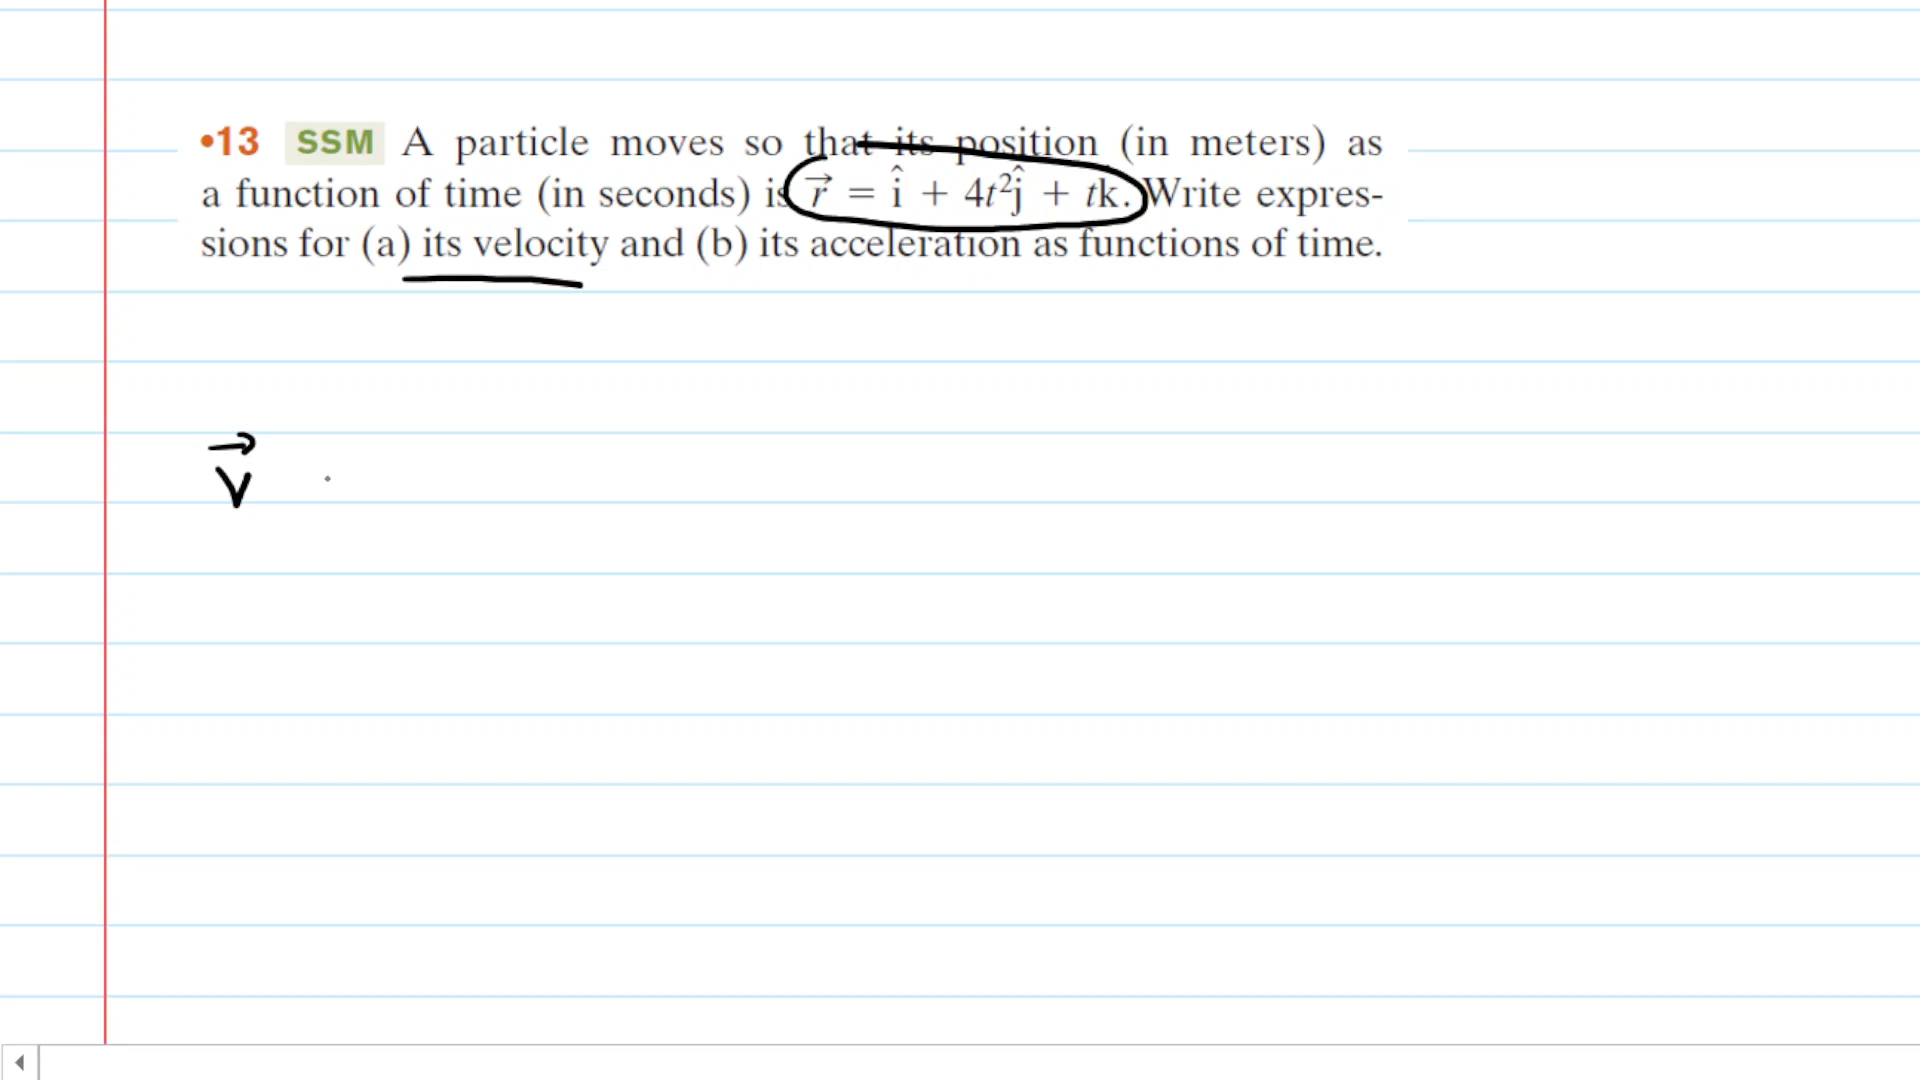 •13 SSM A particle moves so that its position (in meters) as
a function of time (in seconds) is r⃗ = î + 4t²ĵ + tk. Write expres-
sions for (a) its velocity and (b) its acceleration as functions of time.
v⃗